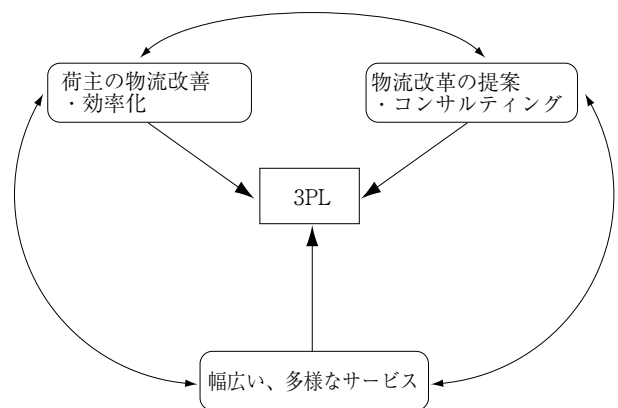 荷主の物流改善
・効率化
物流改革の提案
・コンサルティング
3PL
幅広い、多様なサービス